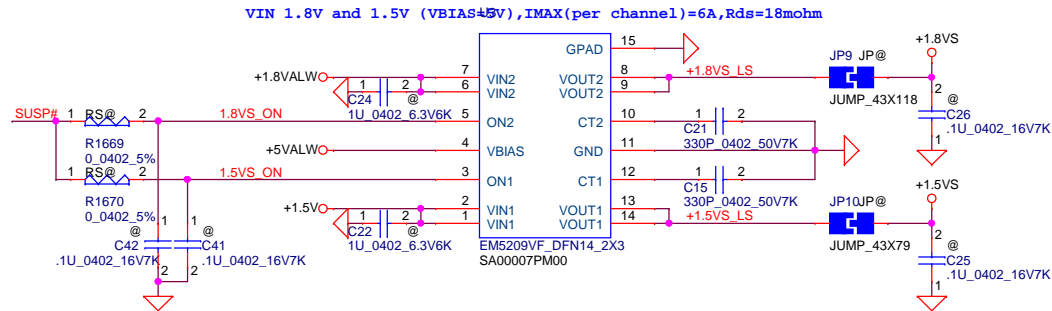 VIN 1.8V and 1.5V (VBIAS=5V),IMAX(per channel)=6A,Rds=18mohm
+1.8VS
15
GPAD
JP9 JP@
+1.8VALW
7
VIN2
VOUT2
8
+1.8VS_LS
1 2
6
VIN2
VOUT2
9
C24
@
JUMP_43X118
2
@
1U_0402_6.3V6K
C26
SUSP#
1 RS@ 2
1.8VS_ON
5
ON2
CT2
10
1 2
.1U_0402_16V7K
C21
1
R1669
330P_0402_50V7K
0_0402_5%
+5VALW
4
VBIAS
GND
11
1 RS@ 2
1.5VS_ON
3
ON1
CT1
12
1 2
C15
R1670
330P_0402_50V7K
+1.5VS
0_0402_5%
+1.5V
2
VIN1
VOUT1
13
JP10JP@
1 2
1
VIN1
VOUT1
14
+1.5VS_LS
@ @
C22
@
1 1
C42
C41
1U_0402_6.3V6K
EM5209VF_DFN14_2X3
JUMP_43X79
2
@
.1U_0402_16V7K
.1U_0402_16V7K
SA00007PM00
C25
2 2
.1U_0402_16V7K
1